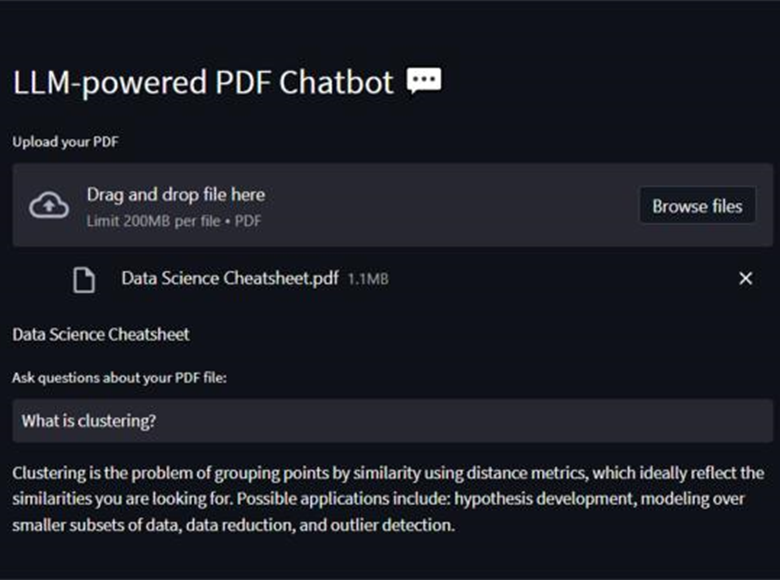 LLM-powered PDF Chatbot 💬
Upload your PDF
Drag and drop file here
Limit 200MB per file • PDF
Browse files
Data Science Cheatsheet.pdf 1.1MB
Data Science Cheatsheet
Ask questions about your PDF file:
What is clustering?
Clustering is the problem of grouping points by similarity using distance metrics, which ideally reflect the
similarities you are looking for. Possible applications include: hypothesis development, modeling over
smaller subsets of data, data reduction, and outlier detection.